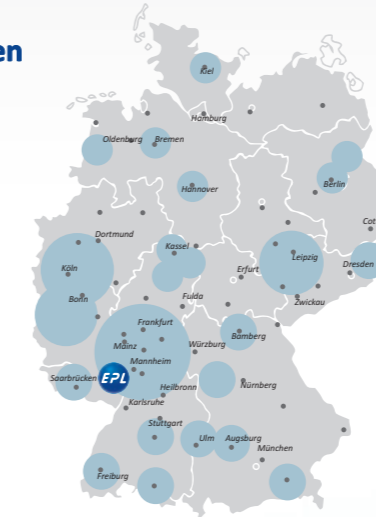 en
Kiel
Hamburg
Oldenburg
Bremen
Hannover
Berlin
Cot
Dortmund
Kassel
Leipzig
Dresden
Köln
Erfurt
Zwickau
Bonn
Fulda
Frankfurt
Mainz
Würzburg
Bamberg
Mannheim
Saarbrücken
EPL
Heilbronn
Nürnberg
Karlsruhe
Stuttgart
Ulm
Augsburg
München
Freiburg